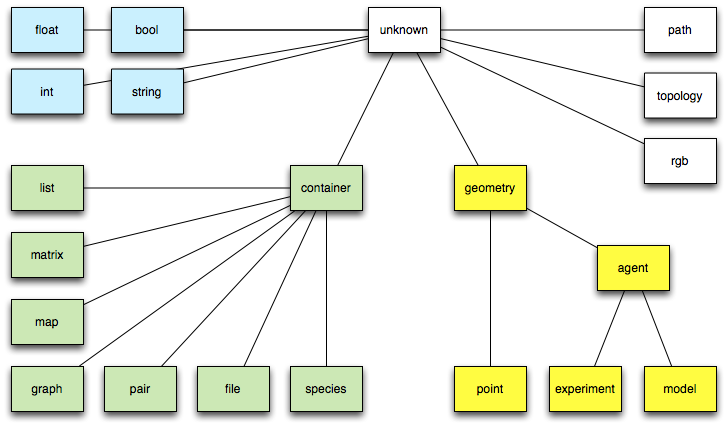 float
bool
unknown
path
int
string
topology
rgb
list
container
geometry
matrix
agent
map
graph
pair
file
species
point
experiment
model